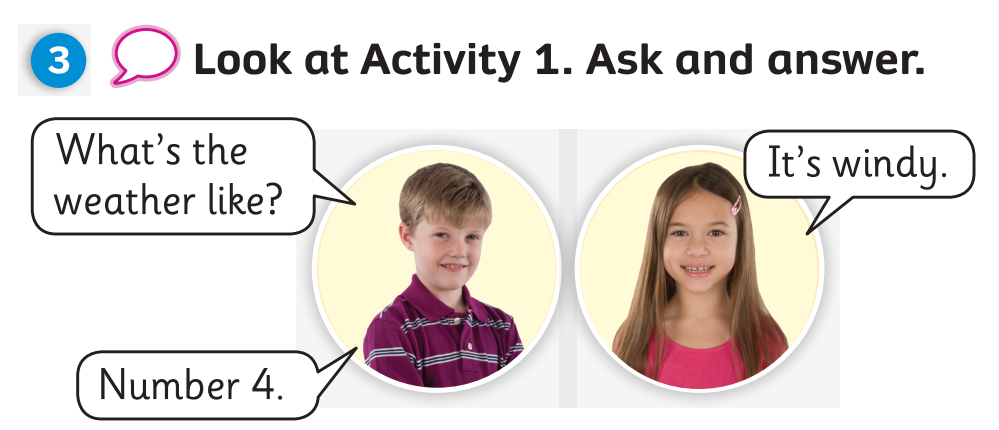 3 Look at Activity 1. Ask and answer.
What's the
weather like?
It's windy.
Number 4.